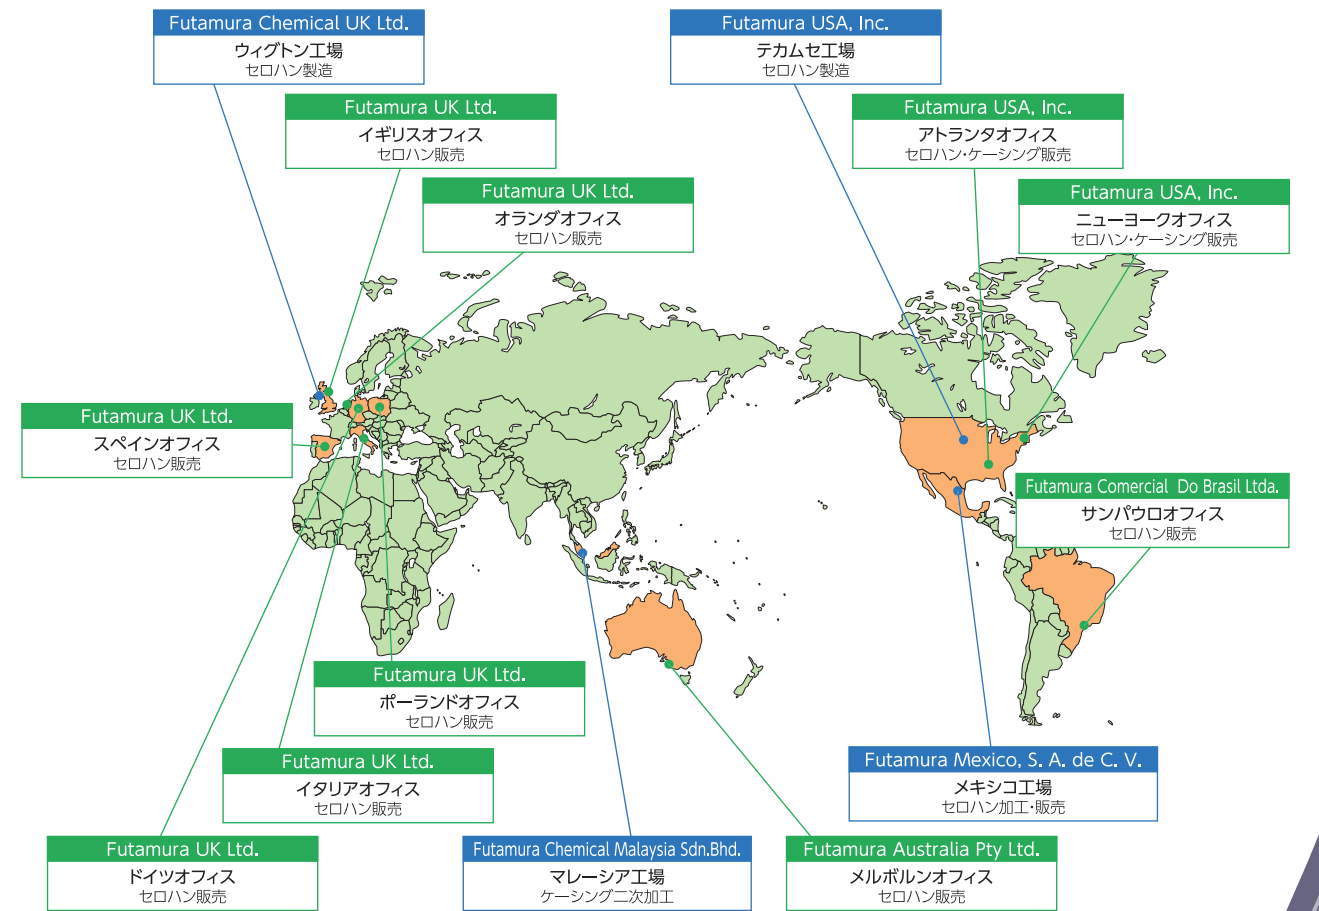 Futamura Chemical UK Ltd.
ウィグトン工場
セロハン製造
Futamura USA, Inc.
テカムセ工場
セロハン製造
Futamura UK Ltd.
イギリスオフィス
セロハン販売
Futamura USA, Inc.
アトランタオフィス
セロハン・ケーシング販売
Futamura UK Ltd.
オランダオフィス
セロハン販売
Futamura USA, Inc.
ニューヨークオフィス
セロハン・ケーシング販売
Futamura UK Ltd.
スペインオフィス
セロハン販売
Futamura Comercial Do Brasil Ltda.
サンパウロオフィス
セロハン販売
Futamura UK Ltd.
ポーランドオフィス
セロハン販売
Futamura UK Ltd.
イタリアオフィス
セロハン販売
Futamura Mexico, S. A. de C. V.
メキシコ工場
セロハン加工・販売
Futamura UK Ltd.
ドイツオフィス
セロハン販売
Futamura Chemical Malaysia Sdn.Bhd.
マレーシア工場
ケーシング二次加工
Futamura Australia Pty Ltd.
メルボルンオフィス
セロハン販売